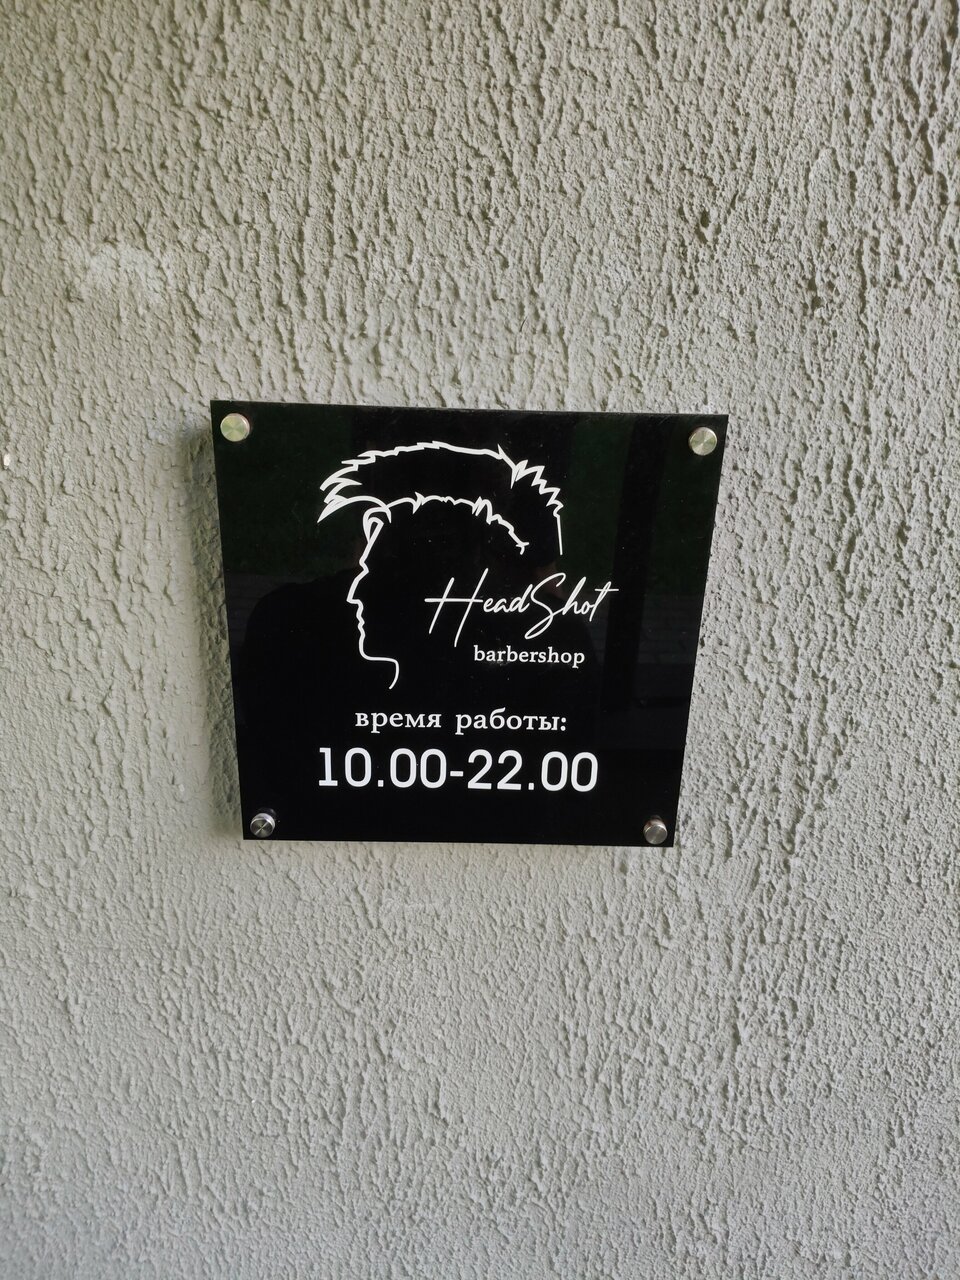 HeadShot
barbershop
время работы:
10.00-22.00